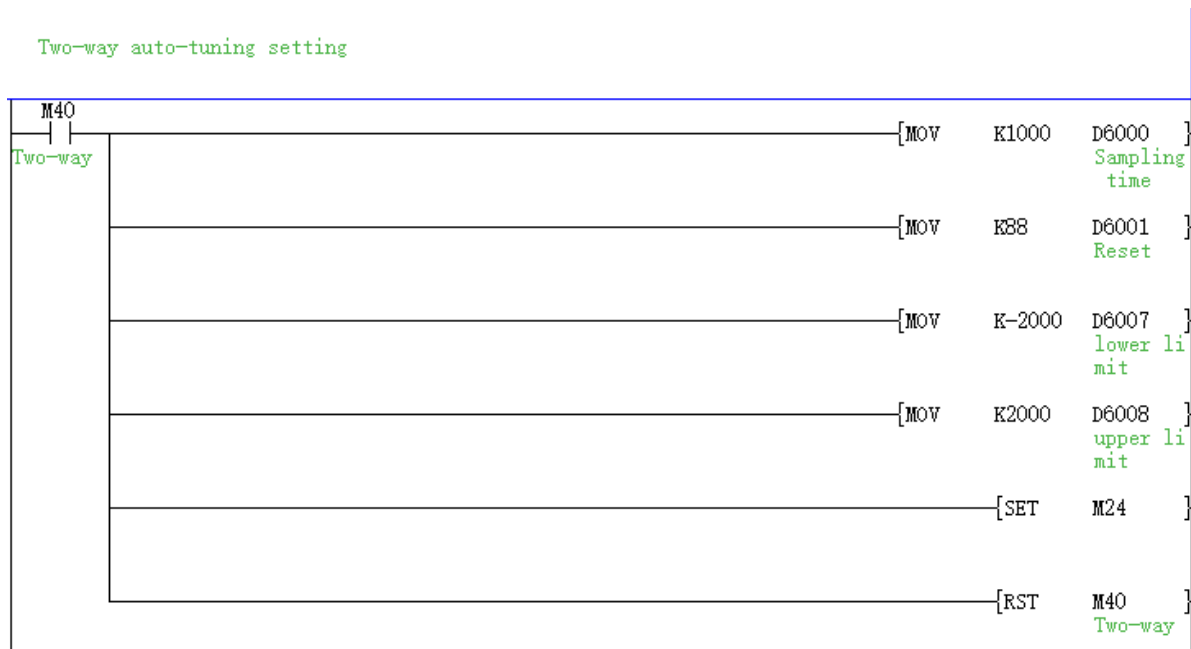 Two-way auto-tuning setting
M40
Two-way
MOV K1000 D6000
Sampling
time
MOV K88 D6001
Reset
MOV K-2000 D6007
lower li
mit
MOV K2000 D6008
upper li
mit
SET M24
RST M40
Two-way